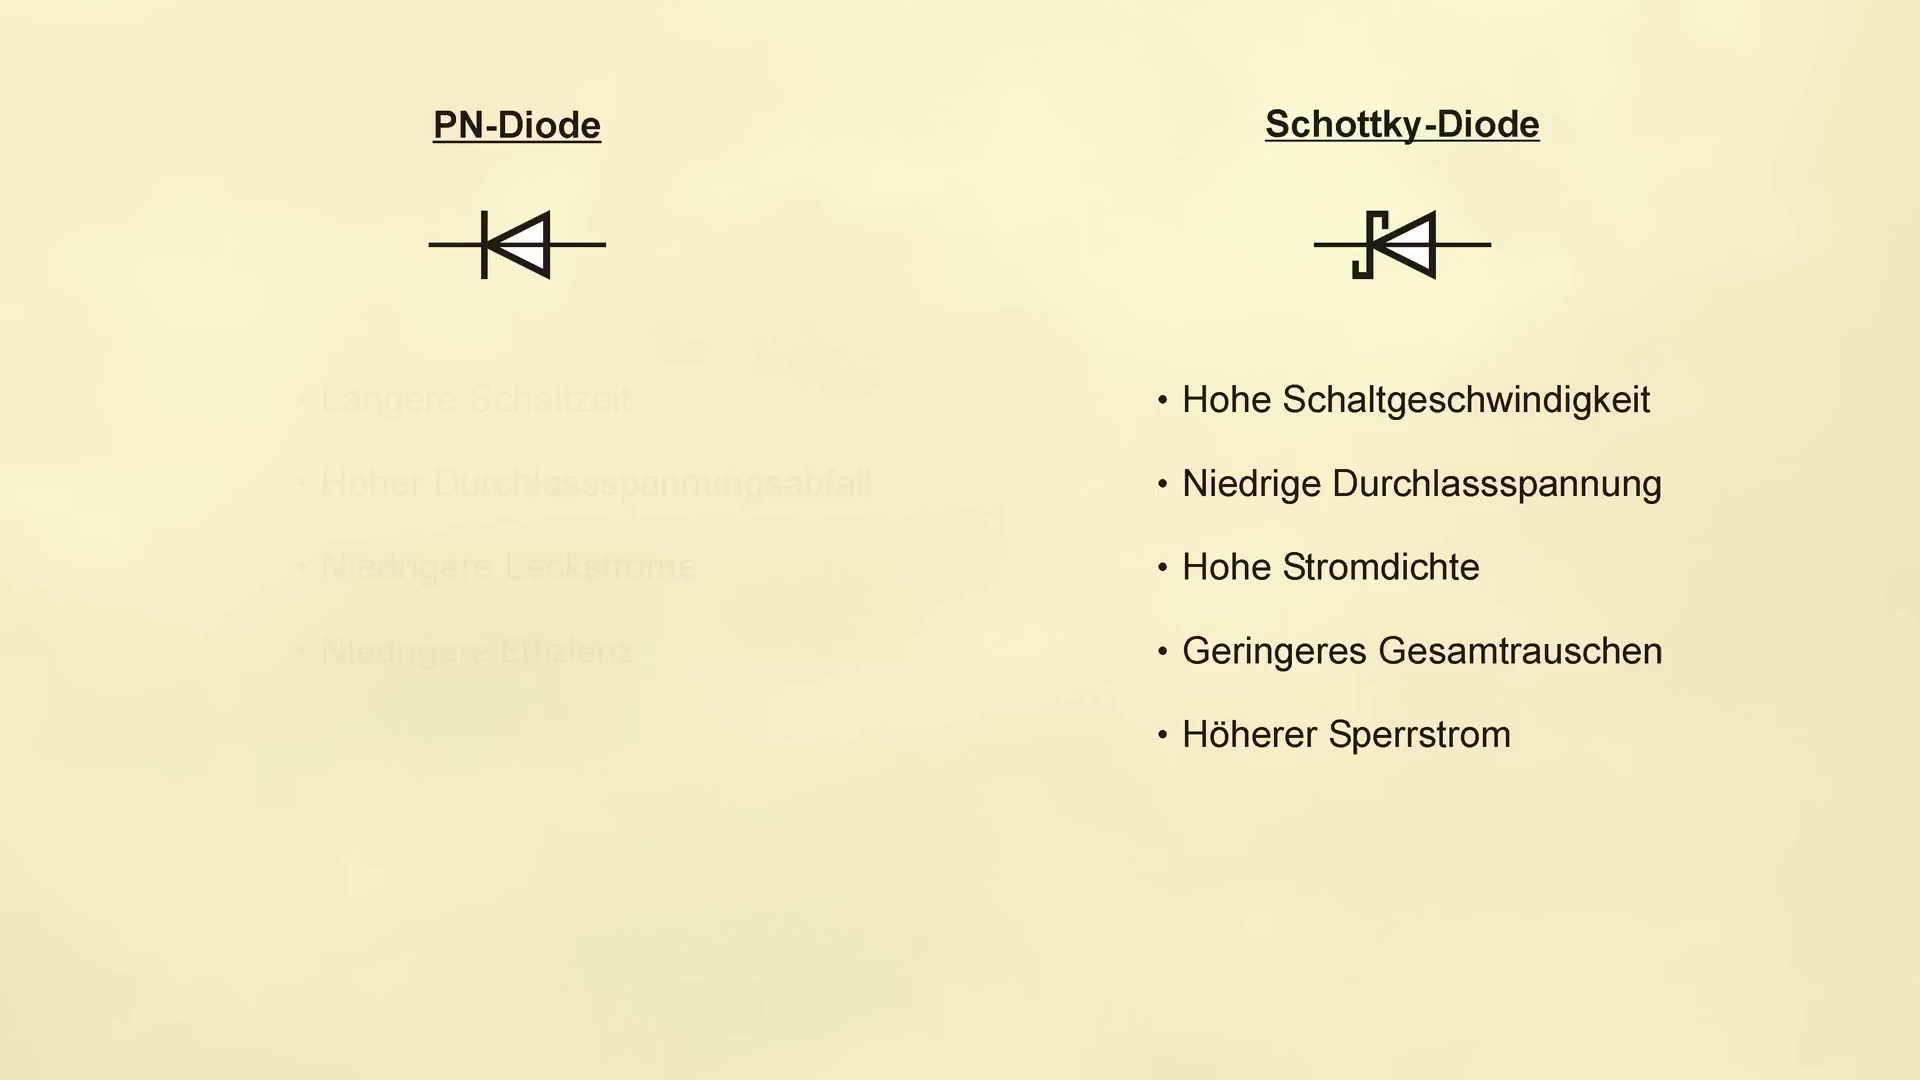 PN-Diode
• Längere Schaltzeit
• Hoher Durchlassspannungsabfall
• Niedrigere Leckströme
• Niedrigere Effizienz
Schottky-Diode
• Hohe Schaltgeschwindigkeit
• Niedrige Durchlassspannung
• Hohe Stromdichte
• Geringeres Gesamtrauschen
• Höherer Sperrstrom